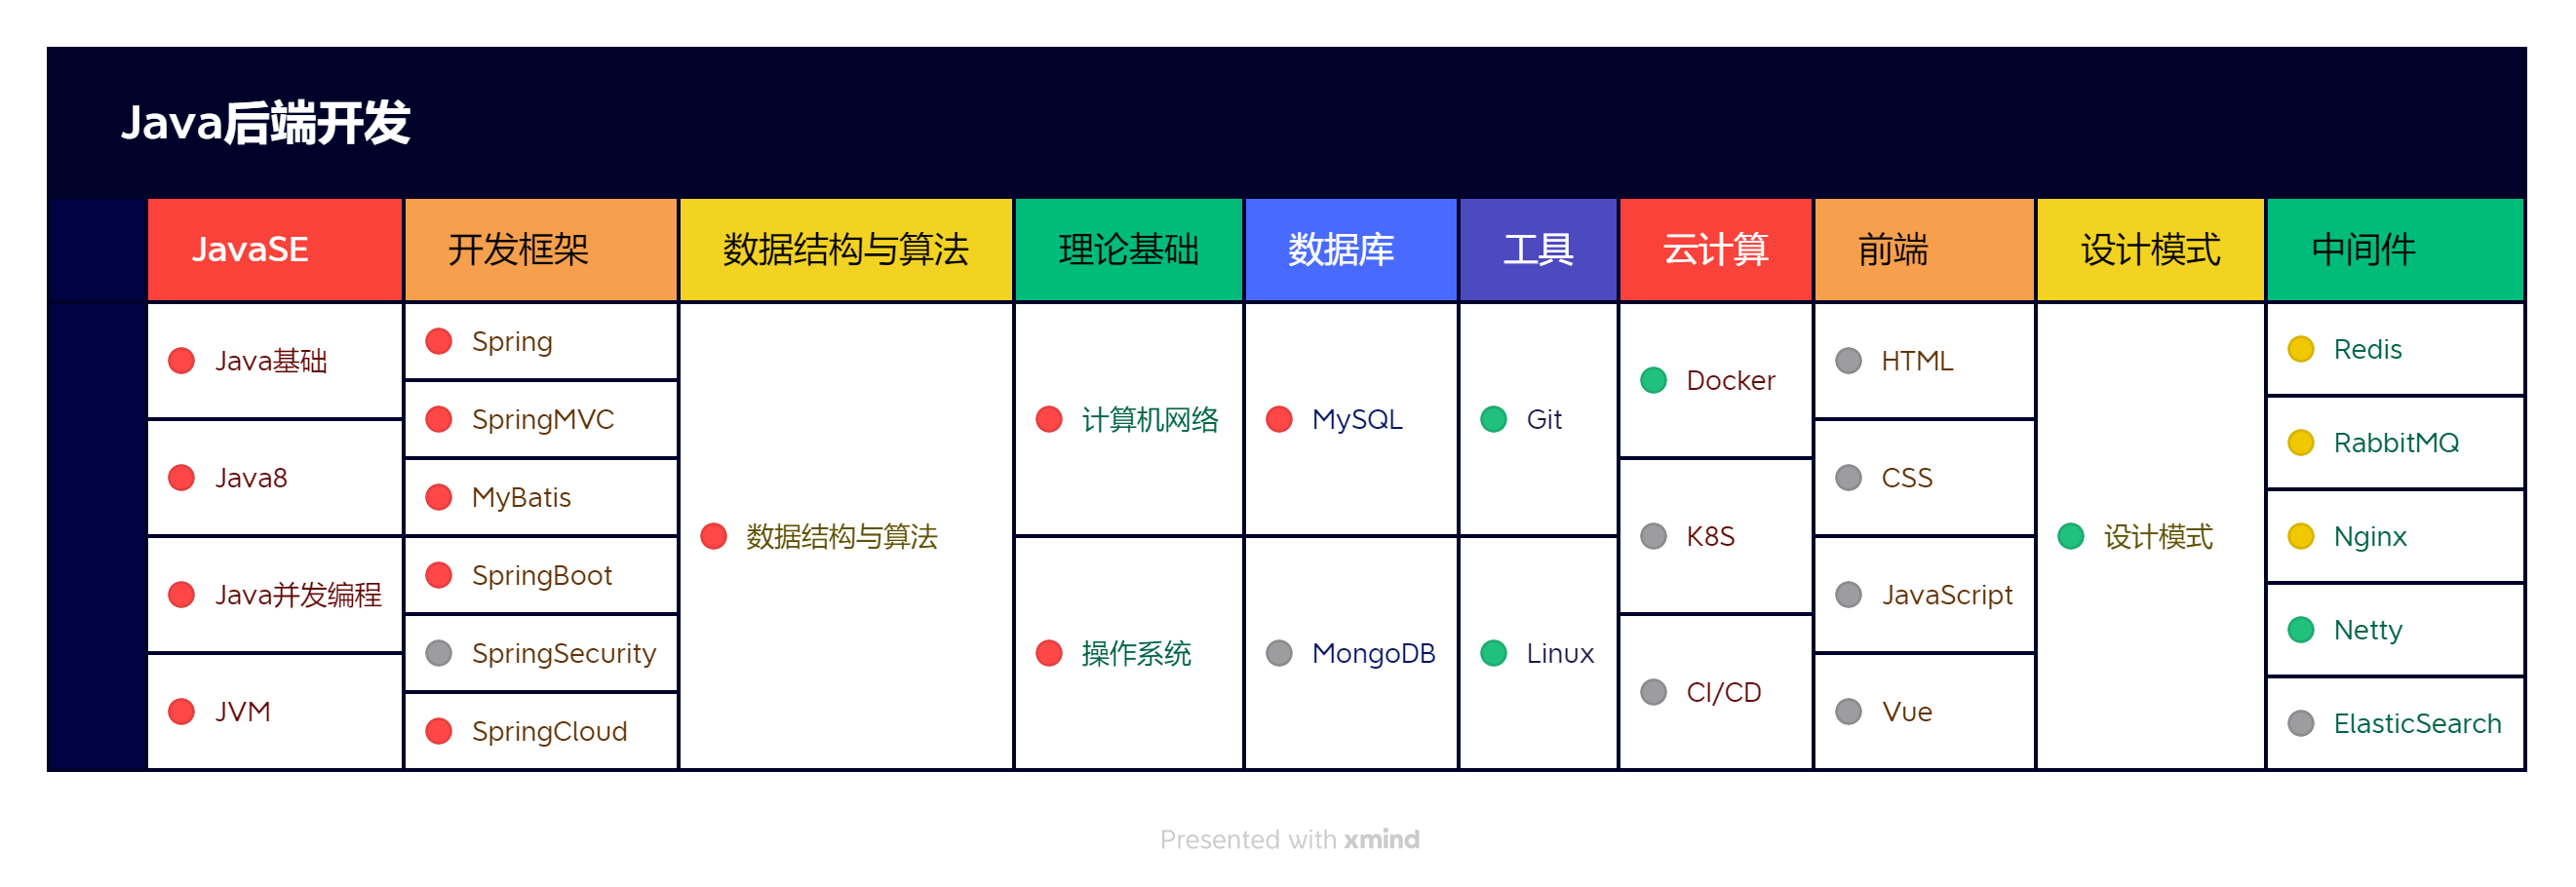 Java后端开发
JavaSE
开发框架
数据结构与算法
理论基础
数据库
工具
云计算
前端
设计模式
中间件
Java基础
Java8
Java并发编程
JVM
Spring
SpringMVC
MyBatis
SpringBoot
SpringSecurity
SpringCloud
数据结构与算法
计算机网络
操作系统
MySQL
MongoDB
Git
Linux
Docker
K8S
CI/CD
HTML
CSS
JavaScript
Vue
设计模式
Redis
RabbitMQ
Nginx
Netty
ElasticSearch
Presented with xmind